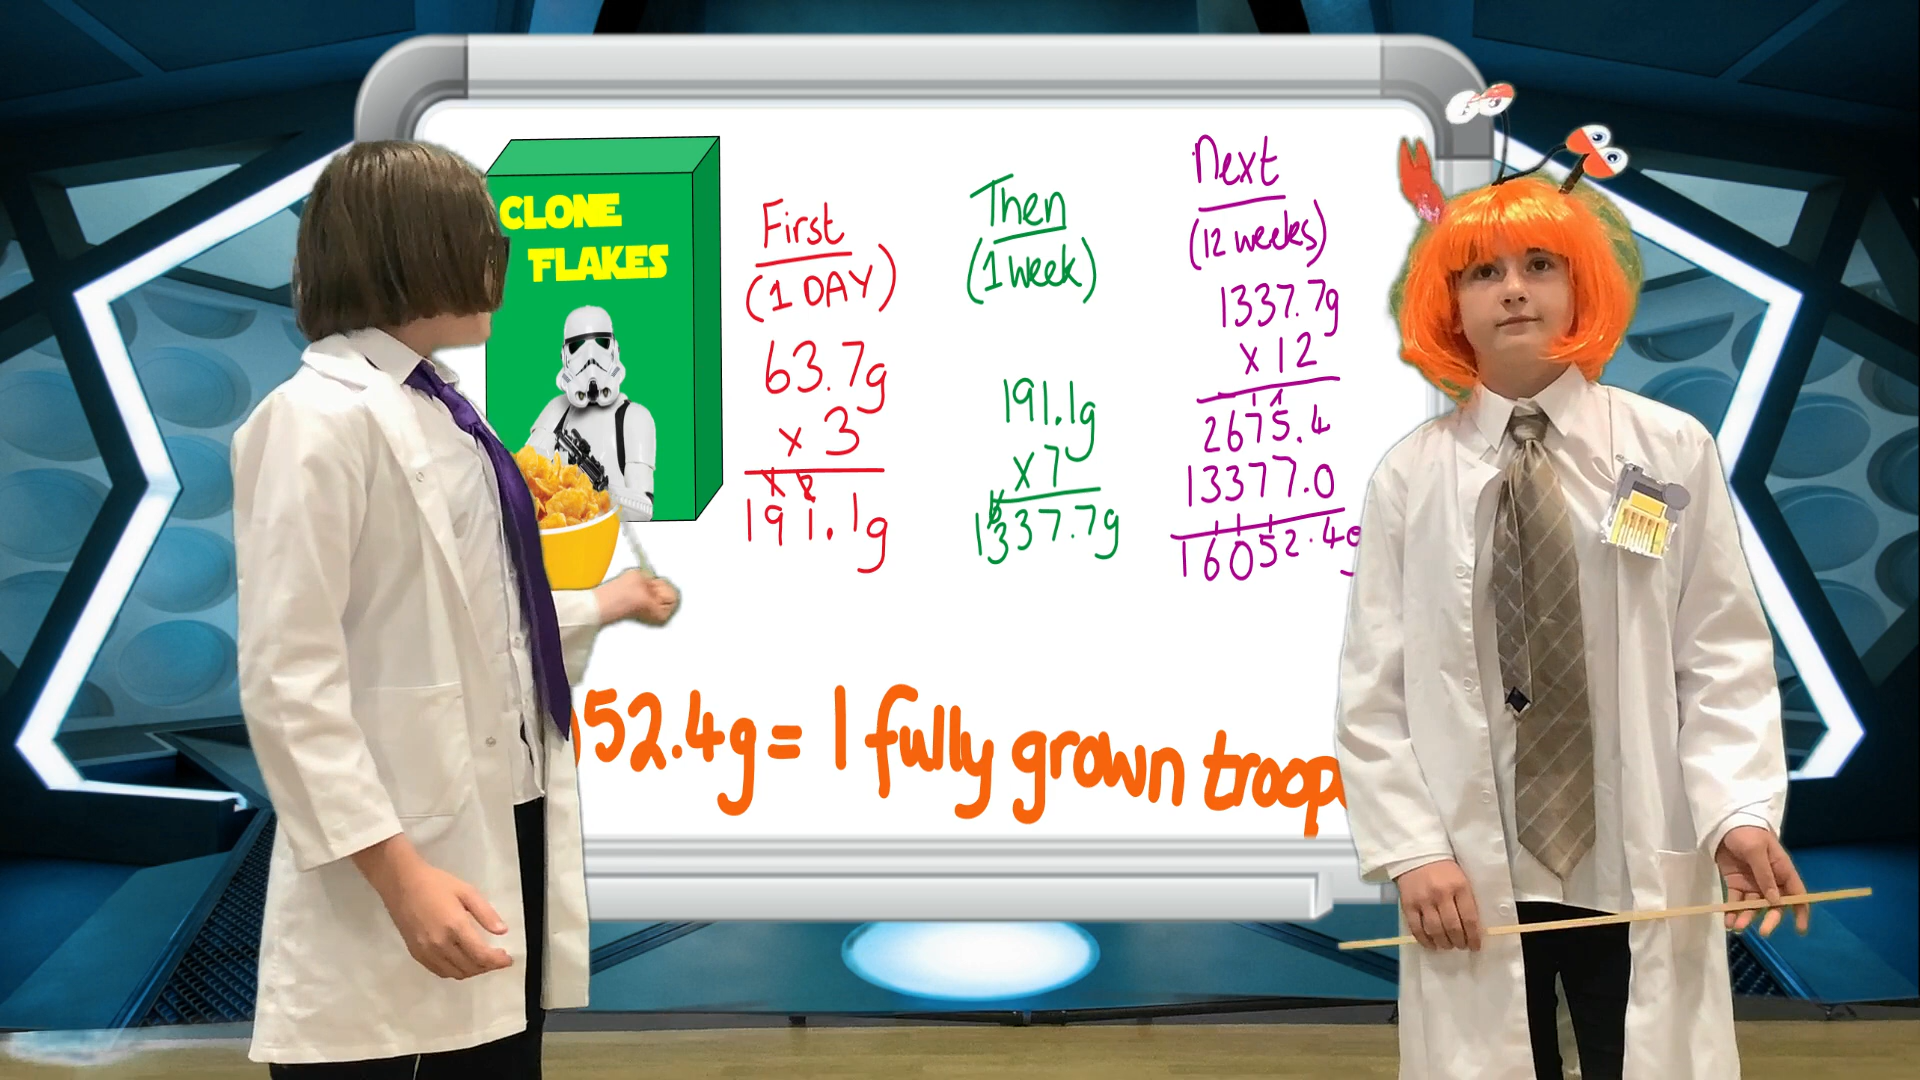 CLONE
FLAKES
First
(1 DAY)
63.7g
x 3
191.1g
Then
(1 week)
191.1g
x 7
1337.7g
Next
(12 weeks)
1337.7g
x 12
2675.4
13377.0
16052.4g
52.4g = 1 fully grown troop